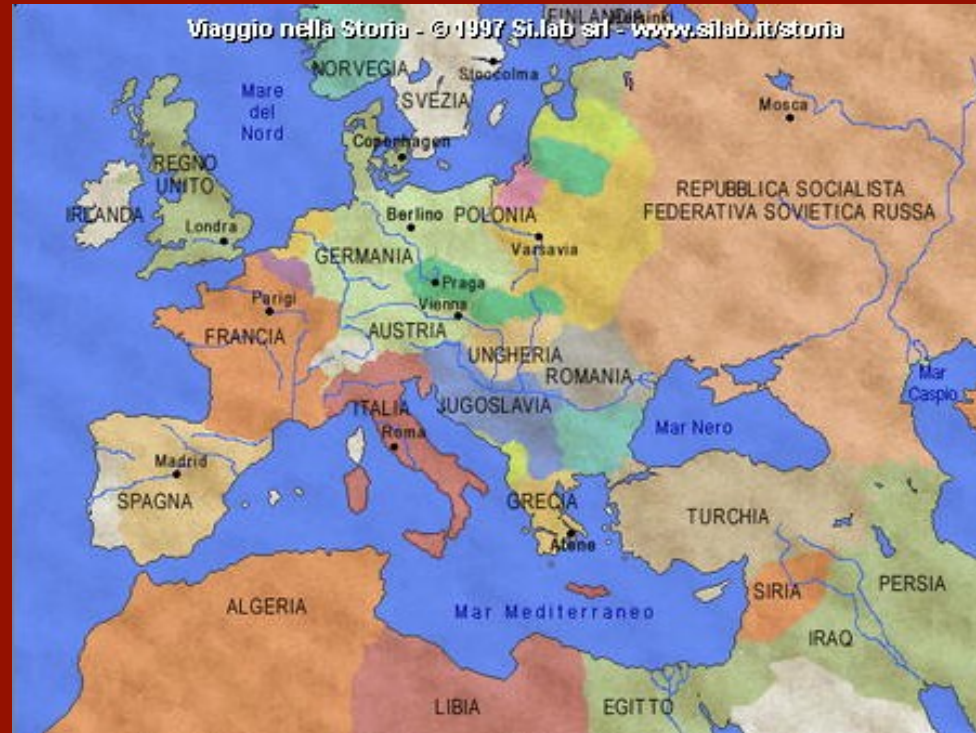 Viaggio nella Storia - © 1997 Si.lab srl - www.silab.it/storia
FINLANDIA
Helsinki
NORVEGIA
Stoccolma
SVEZIA
Mare
del
Nord
Mosca
Copenhagen
REGNO
UNITO
REPUBBLICA SOCIALISTA
FEDERATIVA SOVIETICA RUSSA
IRLANDA
Londra
Berlino
POLONIA
Varsavia
GERMANIA
Praga
Parigi
Vienna
FRANCIA
AUSTRIA
UNGHERIA
ROMANIA
Mar
Caspio
ITALIA
JUGOSLAVIA
Roma
Mar Nero
Madrid
SPAGNA
GRECIA
TURCHIA
Atene
SIRIA
PERSIA
ALGERIA
Mar Mediterraneo
IRAQ
LIBIA
EGITTO